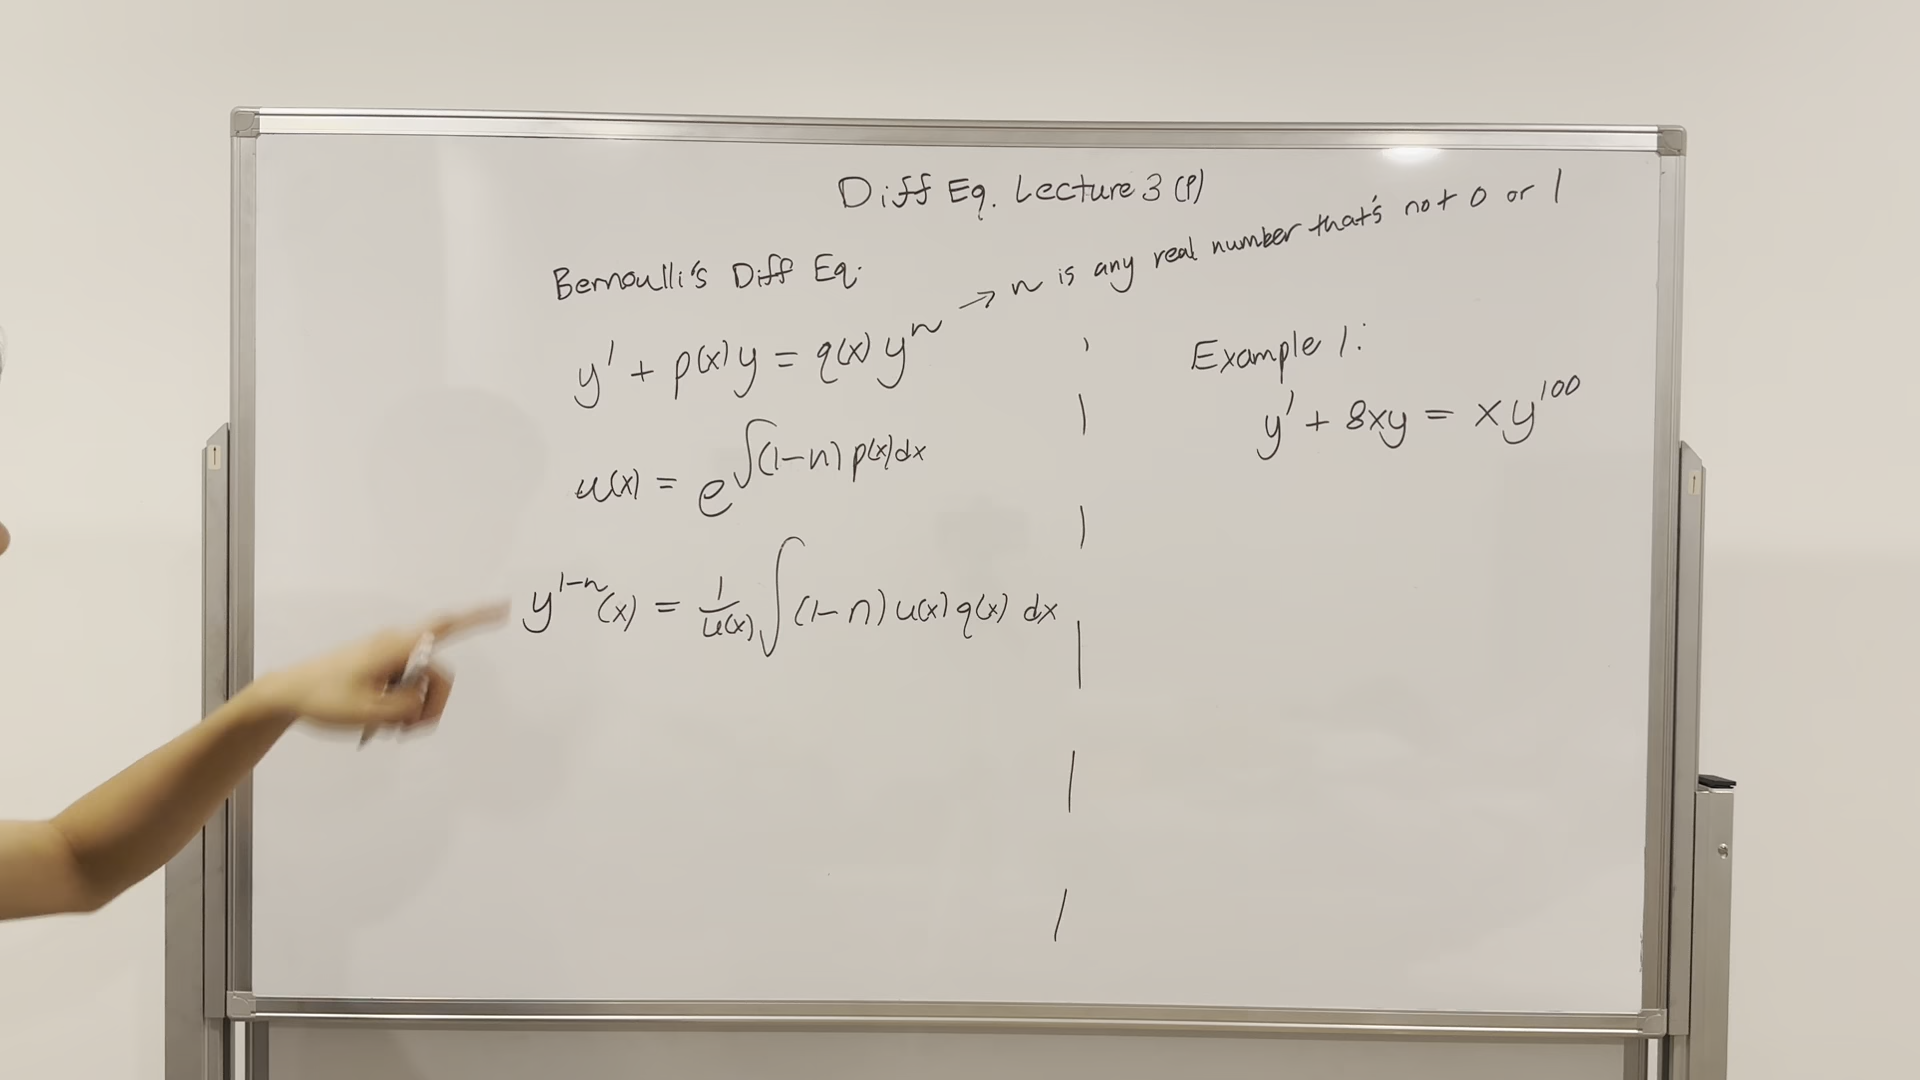 Diff Eq. Lecture 3 (P)
Bernoulli's Diff Eq.
y' + p(x)y = q(x) yⁿ → n is any real number that's not 0 or 1
u(x) = e^∫(1-n) p(x)dx
y^1-n(x) = 1/u(x) ∫(1-n) u(x) q(x) dx
Example 1:
y' + 8xy = xy^100